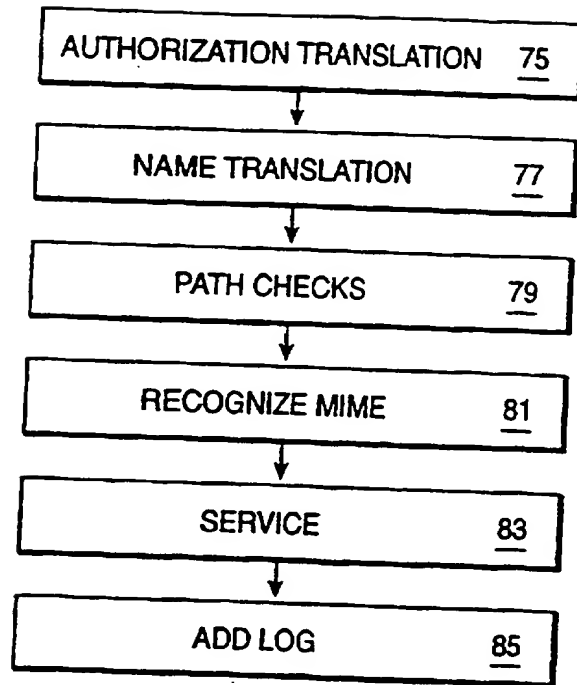 AUTHORIZATION TRANSLATION 75
NAME TRANSLATION 77
PATH CHECKS 79
RECOGNIZE MIME 81
SERVICE 83
ADD LOG 85